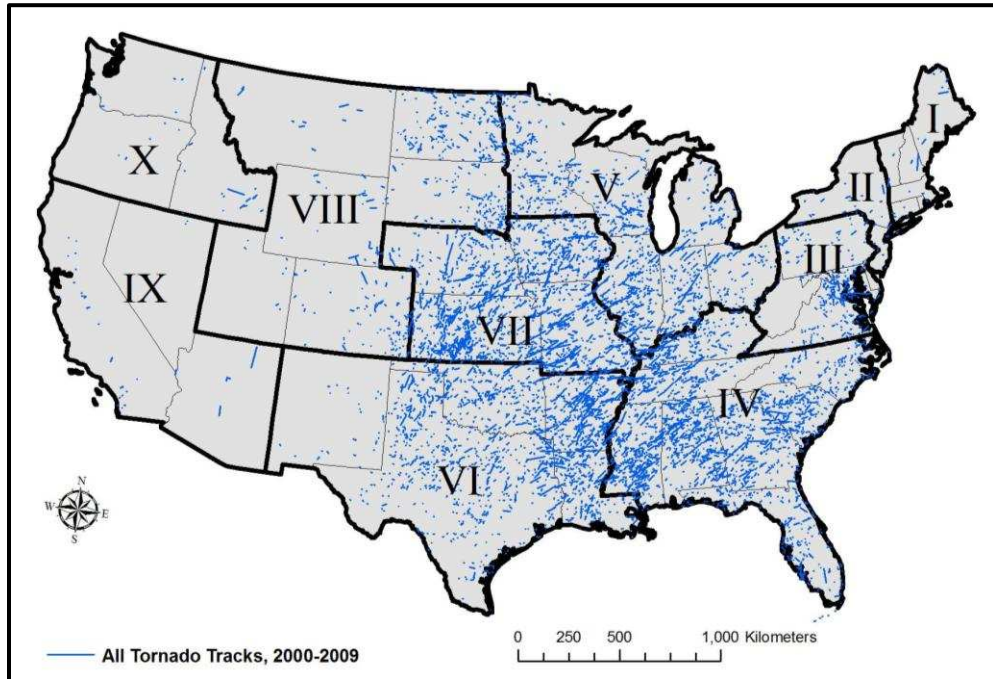 I
X
V
II
VIII
III
IX
VII
IV
VI
N
W
E
S
0 250 500 1,000 Kilometers
All Tornado Tracks, 2000-2009